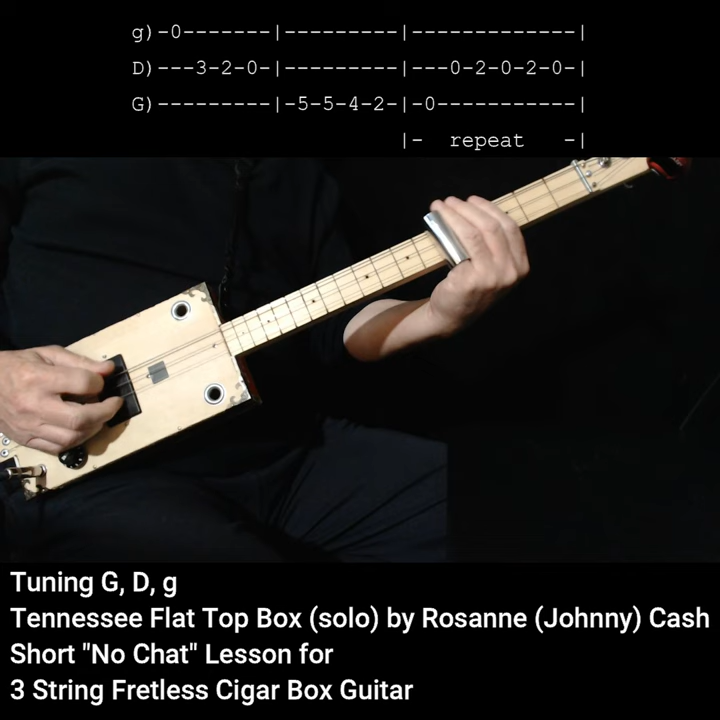 g)-0-------|---------|-------------|
D)---3-2-0-|---------|---0-2-0-2-0-|
G)---------|-5-5-4-2-|-0-----------|
|- repeat -|
Tuning G, D, g
Tennessee Flat Top Box (solo) by Rosanne (Johnny) Cash
Short "No Chat" Lesson for
3 String Fretless Cigar Box Guitar